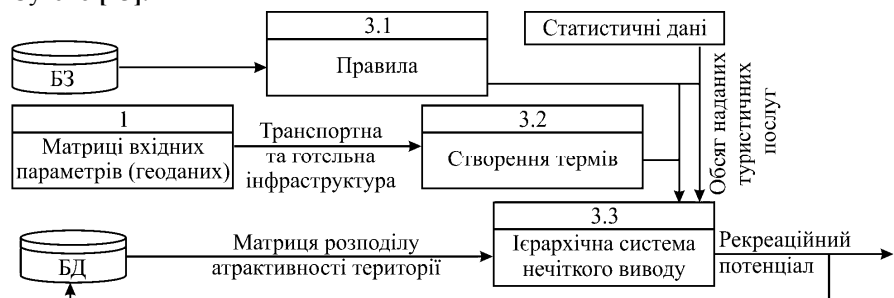 3.1
Статистичні дані
БЗ
Правила
1
Транспортна
та готельна
інфраструктура
3.2
Матриці вхідних
параметрів (геоданих)
Створення термів
Обсяг наданих
туристичних
послуг
3.3
БД
Матриця розподілу
атрактивності території
Ієрархічна система
нечіткого виводу
Рекреаційний
потенціал